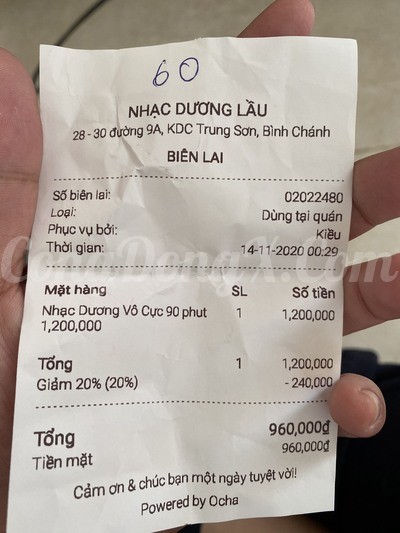 60
NHẠC DƯƠNG LẦU
28 - 30 đường 9A, KDC Trung Sơn, Bình Chánh
BIÊN LAI
Số biên lai: 02022480
Loại: Dùng tại quán
Phục vụ bởi: Kiều
Thời gian: 14-11-2020 00:29
Mặt hàng SL Số tiền
Nhạc Dương Vô Cực 90 phut 1 1,200,000
1,200,000
Tổng 1 1,200,000
Giảm 20% (20%) - 240,000
Tổng 960,000₫
Tiền mặt 960,000₫
Cảm ơn & chúc bạn một ngày tuyệt vời!
Powered by Ocha